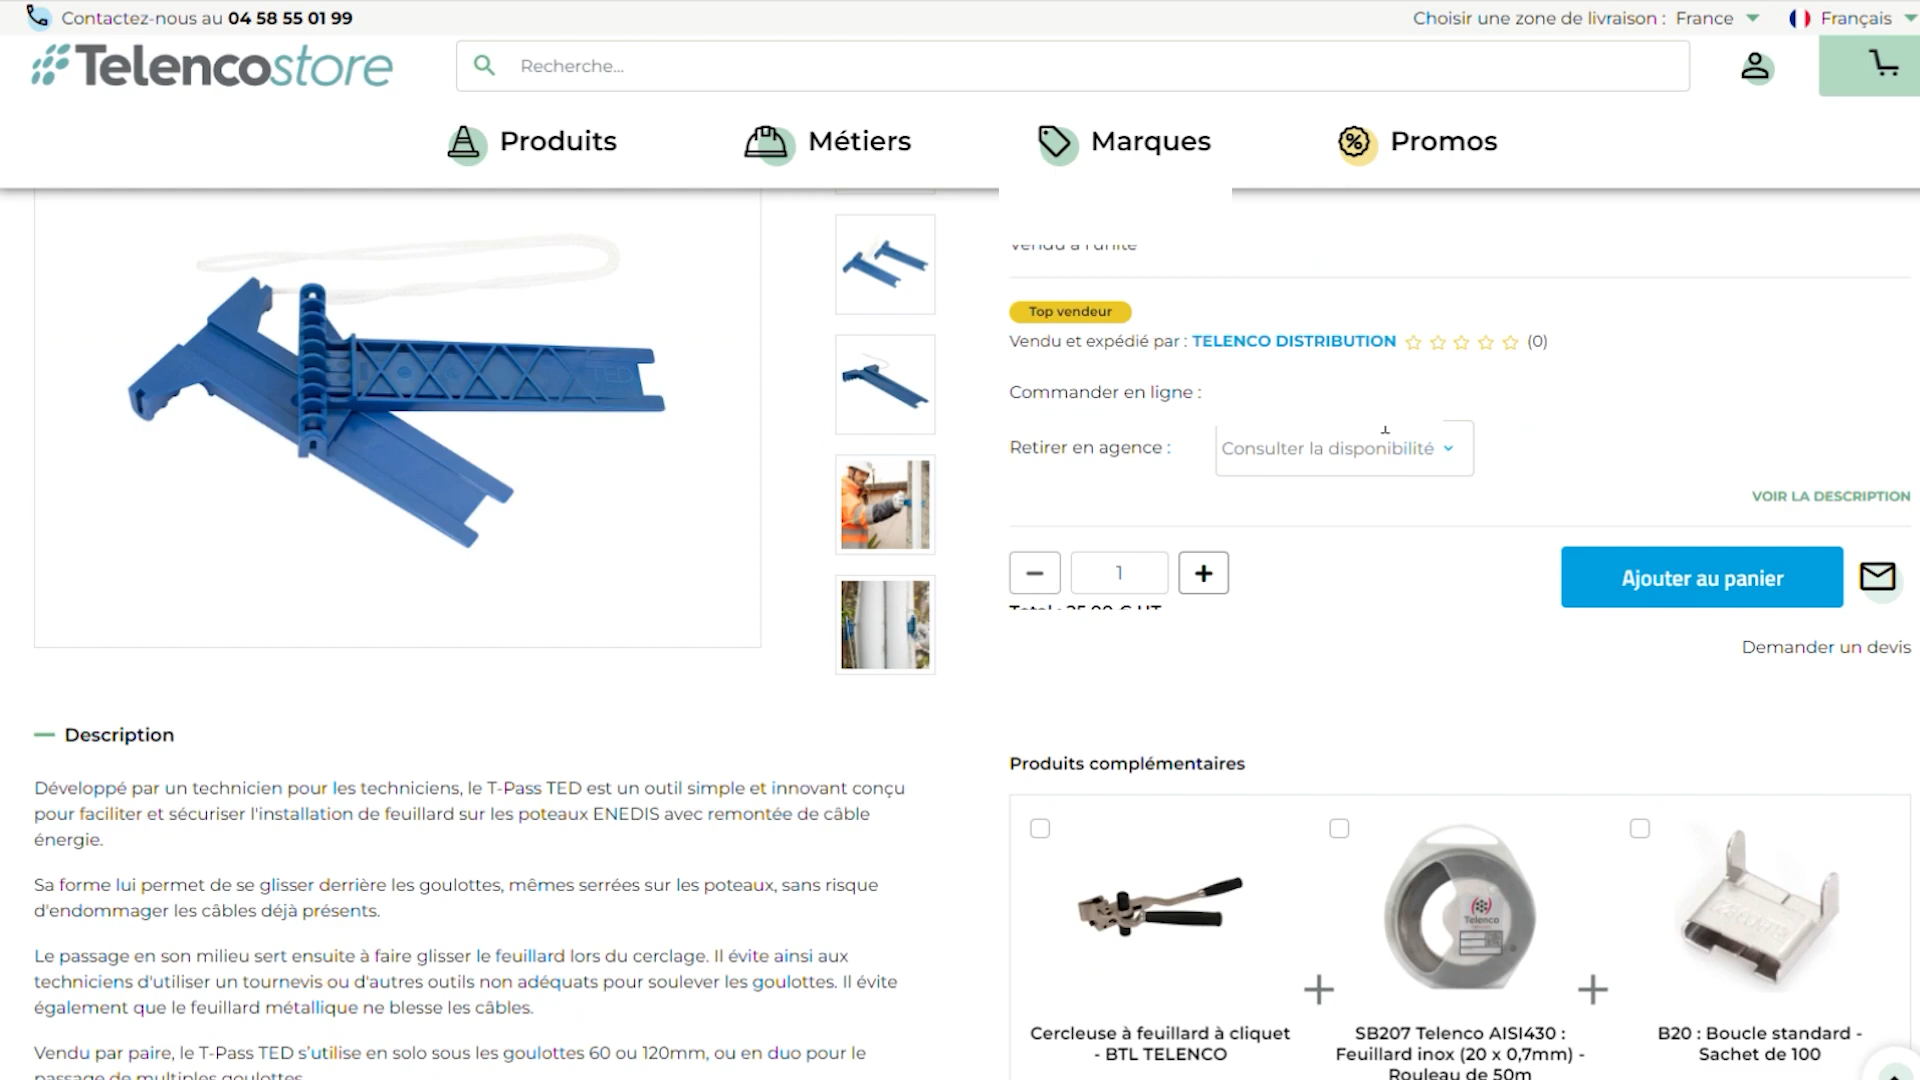 Contactez-nous au 04 58 55 01 99
Choisir une zone de livraison : France
Français
Telencostore
Recherche...
Produits
Métiers
Marques
Promos
Vendu à l'unité
Top vendeur
Vendu et expédié par : TELENCO DISTRIBUTION (0)
Commander en ligne :
Retirer en agence :
Consulter la disponibilité
VOIR LA DESCRIPTION
1
Ajouter au panier
Demander un devis
Description
Développé par un technicien pour les techniciens, le T-Pass TED est un outil simple et innovant conçu
pour faciliter et sécuriser l'installation de feuillard sur les poteaux ENEDIS avec remontée de câble
énergie.
Sa forme lui permet de se glisser derrière les goulottes, mêmes serrées sur les poteaux, sans risque
d'endommager les câbles déjà présents.
Le passage en son milieu sert ensuite à faire glisser le feuillard lors du cerclage. Il évite ainsi aux
techniciens d'utiliser un tournevis ou d'autres outils non adéquats pour soulever les goulottes. Il évite
également que le feuillard métallique ne blesse les câbles.
Vendu par paire, le T-Pass TED s'utilise en solo sous les goulottes 60 ou 120mm, ou en duo pour le
passage de multiples goulottes
Produits complémentaires
Telenco
Cercleuse à feuillard à cliquet
- BTL TELENCO
SB207 Telenco AISI430 :
Feuillard inox (20 x 0,7mm) -
Rouleau de 50m
B20 : Boucle standard -
Sachet de 100